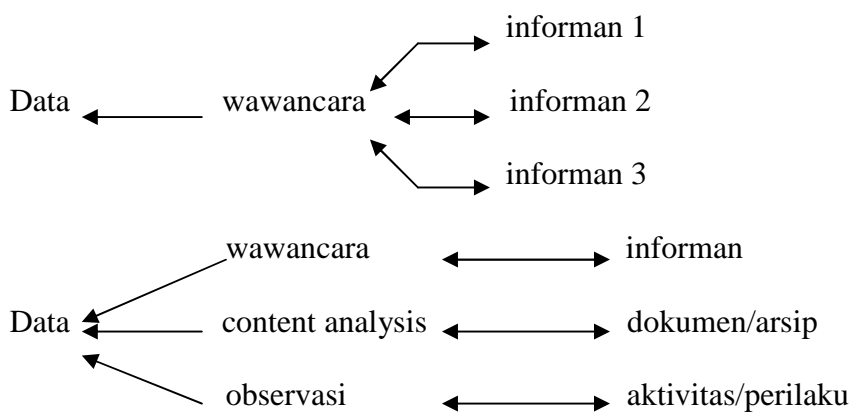 informan 1
Data wawancara informan 2
informan 3
wawancara informan
Data content analysis dokumen/arsip
observasi aktivitas/perilaku